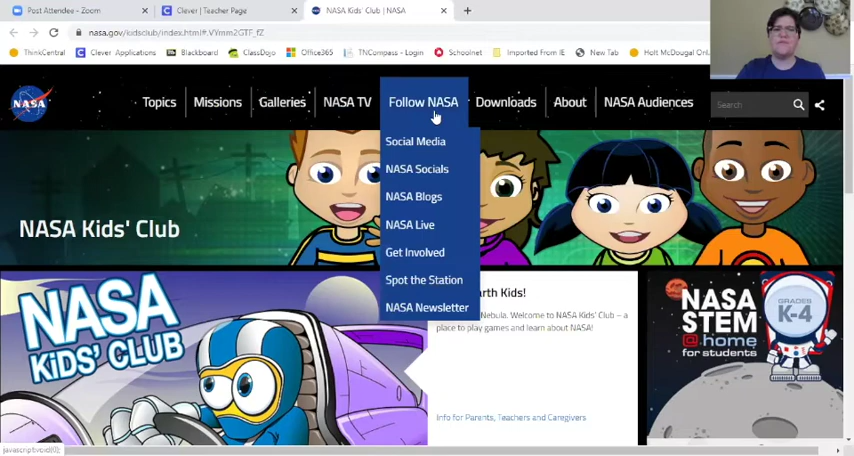 Post Attendee - Zoom
Clever | Teacher Page
NASA Kids' Club | NASA
nasa.gov/kidsclub/index.html#.VYmm2GTF_fZ
ThinkCentral
Clever Applications
Blackboard
ClassDojo
Office365
TNCompass - Login
Schoolnet
Imported From IE
New Tab
Holt McDougal Onl
NASA
Topics
Missions
Galleries
NASA TV
Follow NASA
Downloads
About
NASA Audiences
Search
Social Media
NASA Socials
NASA Blogs
NASA Live
Get Involved
Spot the Station
NASA Newsletter
NASA Kids' Club
NASA
KiDS' CLUB
arth Kids!
Nebula. Welcome to NASA Kids' Club – a
place to play games and learn about NASA!
Info for Parents, Teachers and Caregivers
NASA
STEM
@home
for students
GRADES
K-4
javascript:void(0);